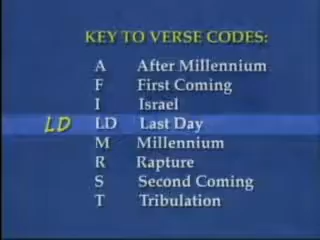 KEY TO VERSE CODES:
A After Millennium
F First Coming
I Israel
LD LD Last Day
M Millennium
R Rapture
S Second Coming
T Tribulation